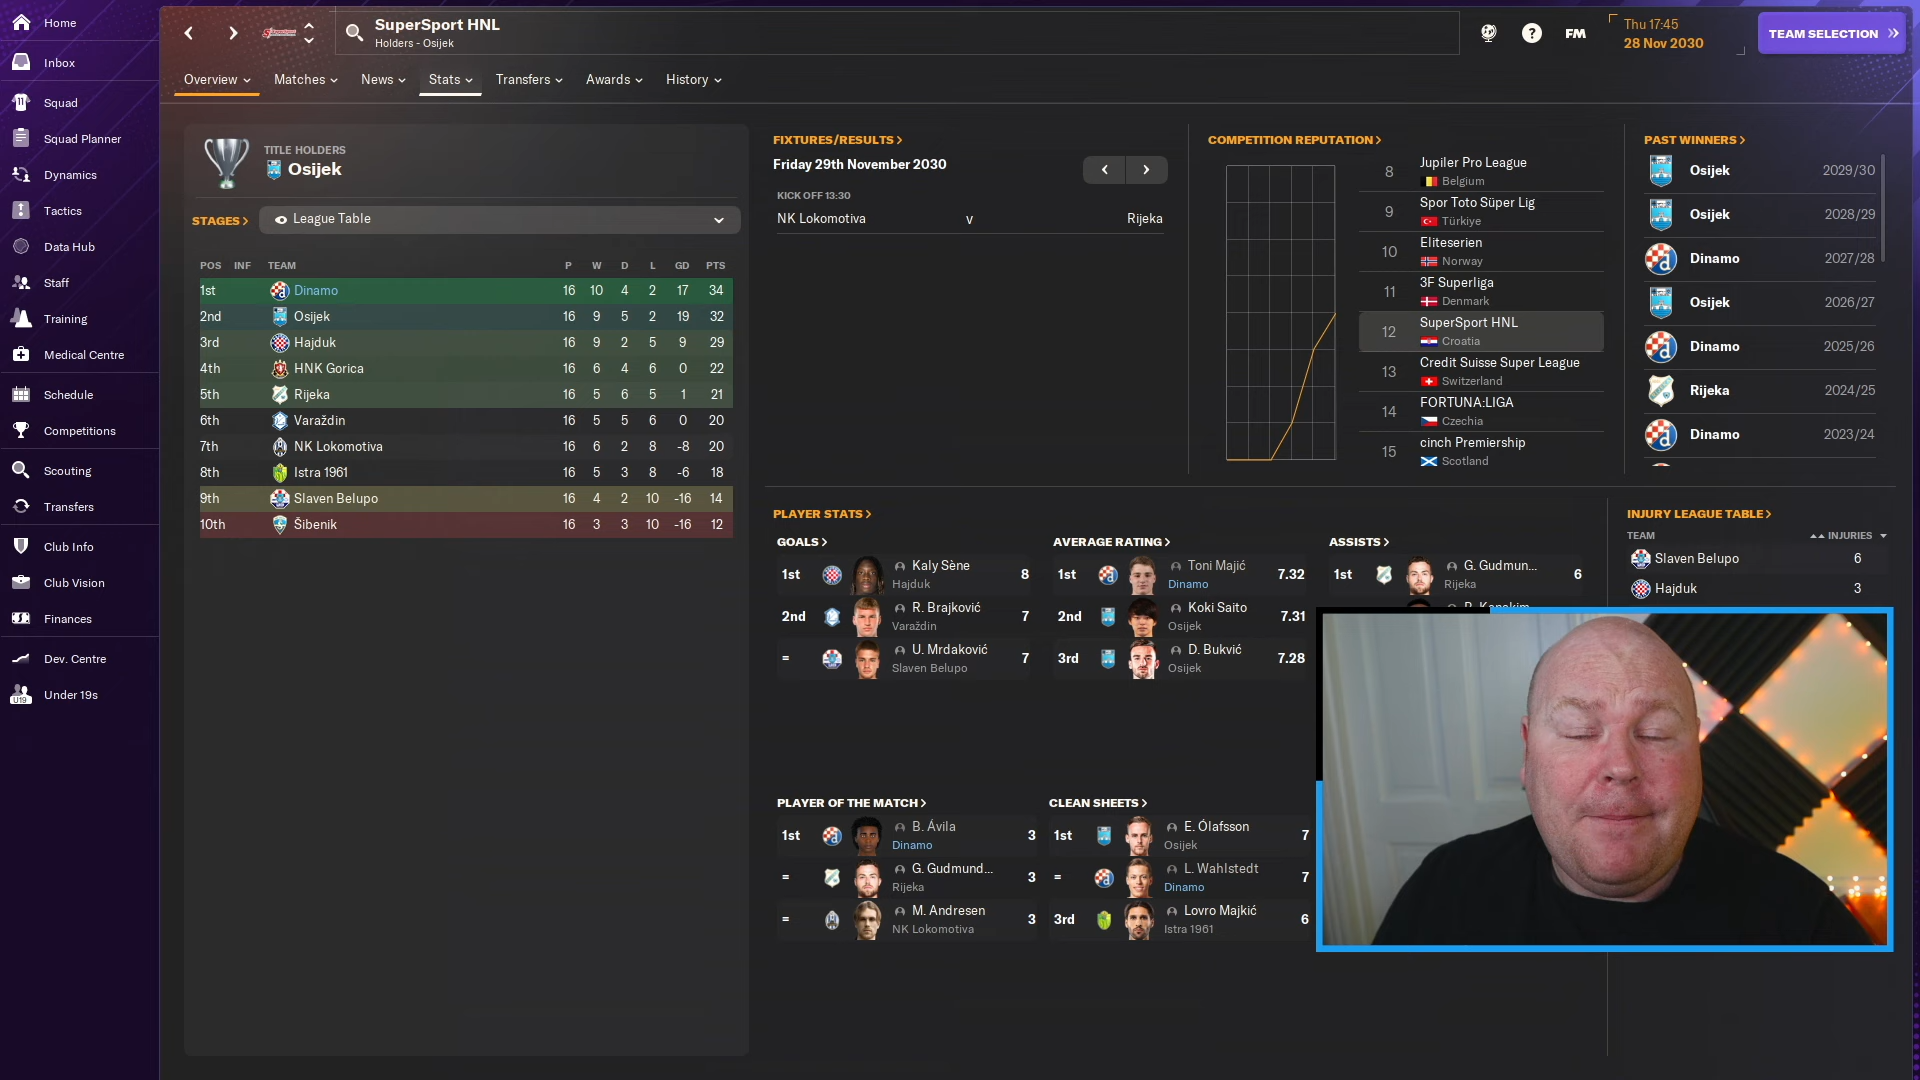 Home
Inbox
Squad
Squad Planner
Dynamics
Tactics
Data Hub
Staff
Training
Medical Centre
Schedule
Competitions
Scouting
Transfers
Club Info
Club Vision
Finances
Dev. Centre
U19
Under 19s
SuperSport HNL
Holders - Osijek
FM
Thu 17:45
28 Nov 2030
TEAM SELECTION
Overview Matches News Stats Transfers Awards History
TITLE HOLDERS
Osijek
STAGES League Table
POS INF TEAM P W D L GD PTS
1st Dinamo 16 10 4 2 17 34
2nd Osijek 16 9 5 2 19 32
3rd Hajduk 16 9 2 5 9 29
4th HNK Gorica 16 6 4 6 0 22
5th Rijeka 16 5 6 5 1 21
6th Varaždin 16 5 5 6 0 20
7th NK Lokomotiva 16 6 2 8 -8 20
8th Istra 1961 16 5 3 8 -6 18
9th Slaven Belupo 16 4 2 10 -16 14
10th Šibenik 16 3 3 10 -16 12
FIXTURES/RESULTS
Friday 29th November 2030
KICK OFF 13:30
NK Lokomotiva v Rijeka
COMPETITION REPUTATION
8 Jupiler Pro League
Belgium
9 Spor Toto Süper Lig
Türkiye
10 Eliteserien
Norway
11 3F Superliga
Denmark
12 SuperSport HNL
Croatia
13 Credit Suisse Super League
Switzerland
14 FORTUNA:LIGA
Czechia
15 cinch Premiership
Scotland
PAST WINNERS
Osijek 2029/30
Osijek 2028/29
Dinamo 2027/28
Osijek 2026/27
Dinamo 2025/26
Rijeka 2024/25
Dinamo 2023/24
PLAYER STATS
GOALS
1st Kaly Sène 8
Hajduk
2nd R. Brajković 7
Varaždin
= U. Mrdaković 7
Slaven Belupo
AVERAGE RATING
1st Toni Majić 7.32
Dinamo
2nd Koki Saito 7.31
Osijek
3rd D. Bukvić 7.28
Osijek
ASSISTS
1st G. Gudmun... 6
Rijeka
INJURY LEAGUE TABLE
TEAM INJURIES
Slaven Belupo 6
Hajduk 3
PLAYER OF THE MATCH
1st B. Ávila 3
Dinamo
= G. Gudmund... 3
Rijeka
= M. Andresen 3
NK Lokomotiva
CLEAN SHEETS
1st E. Ólafsson 7
Osijek
= L. Wahlstedt 7
Dinamo
3rd Lovro Majkić 6
Istra 1961